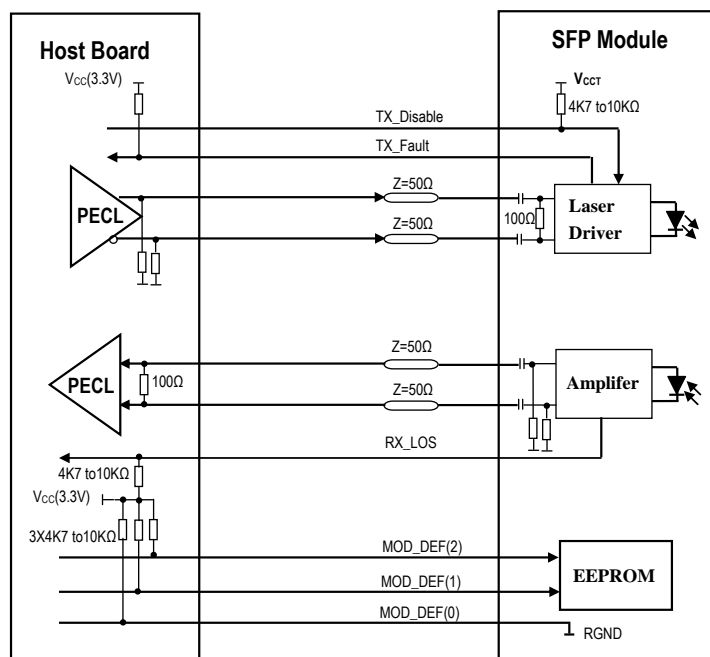 Host Board
SFP Module
VCC(3.3V)
VCCT
4K7 to10KΩ
TX_Disable
TX_Fault
PECL
Z=50Ω
Z=50Ω
100Ω
Laser
Driver
PECL
100Ω
Z=50Ω
Z=50Ω
Amplifer
RX_LOS
4K7 to10KΩ
VCC(3.3V)
3X4K7 to10KΩ
MOD_DEF(2)
MOD_DEF(1)
EEPROM
MOD_DEF(0)
RGND